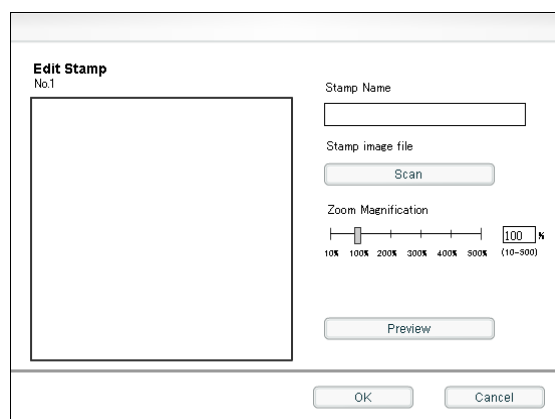 Edit Stamp
No.1
Stamp Name
Stamp image file
Scan
Zoom Magnification
100 %
10% 100% 200% 300% 400% 500% (10-500)
Preview
OK Cancel